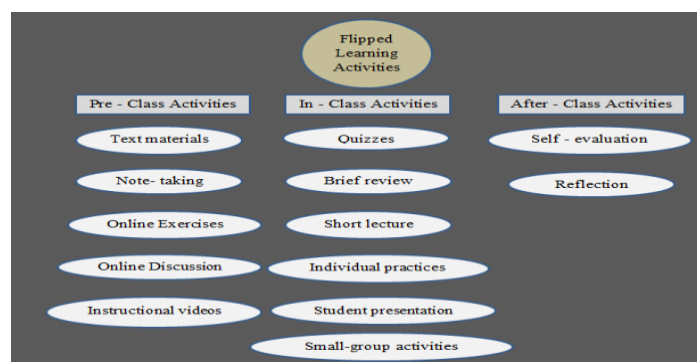 Flipped
Learning
Activities
Pre - Class Activities
In - Class Activities
After - Class Activities
Text materials
Quizzes
Self - evaluation
Note- taking
Brief review
Reflection
Online Exercises
Short lecture
Online Discussion
Individual practices
Instructional videos
Student presentation
Small-group activities